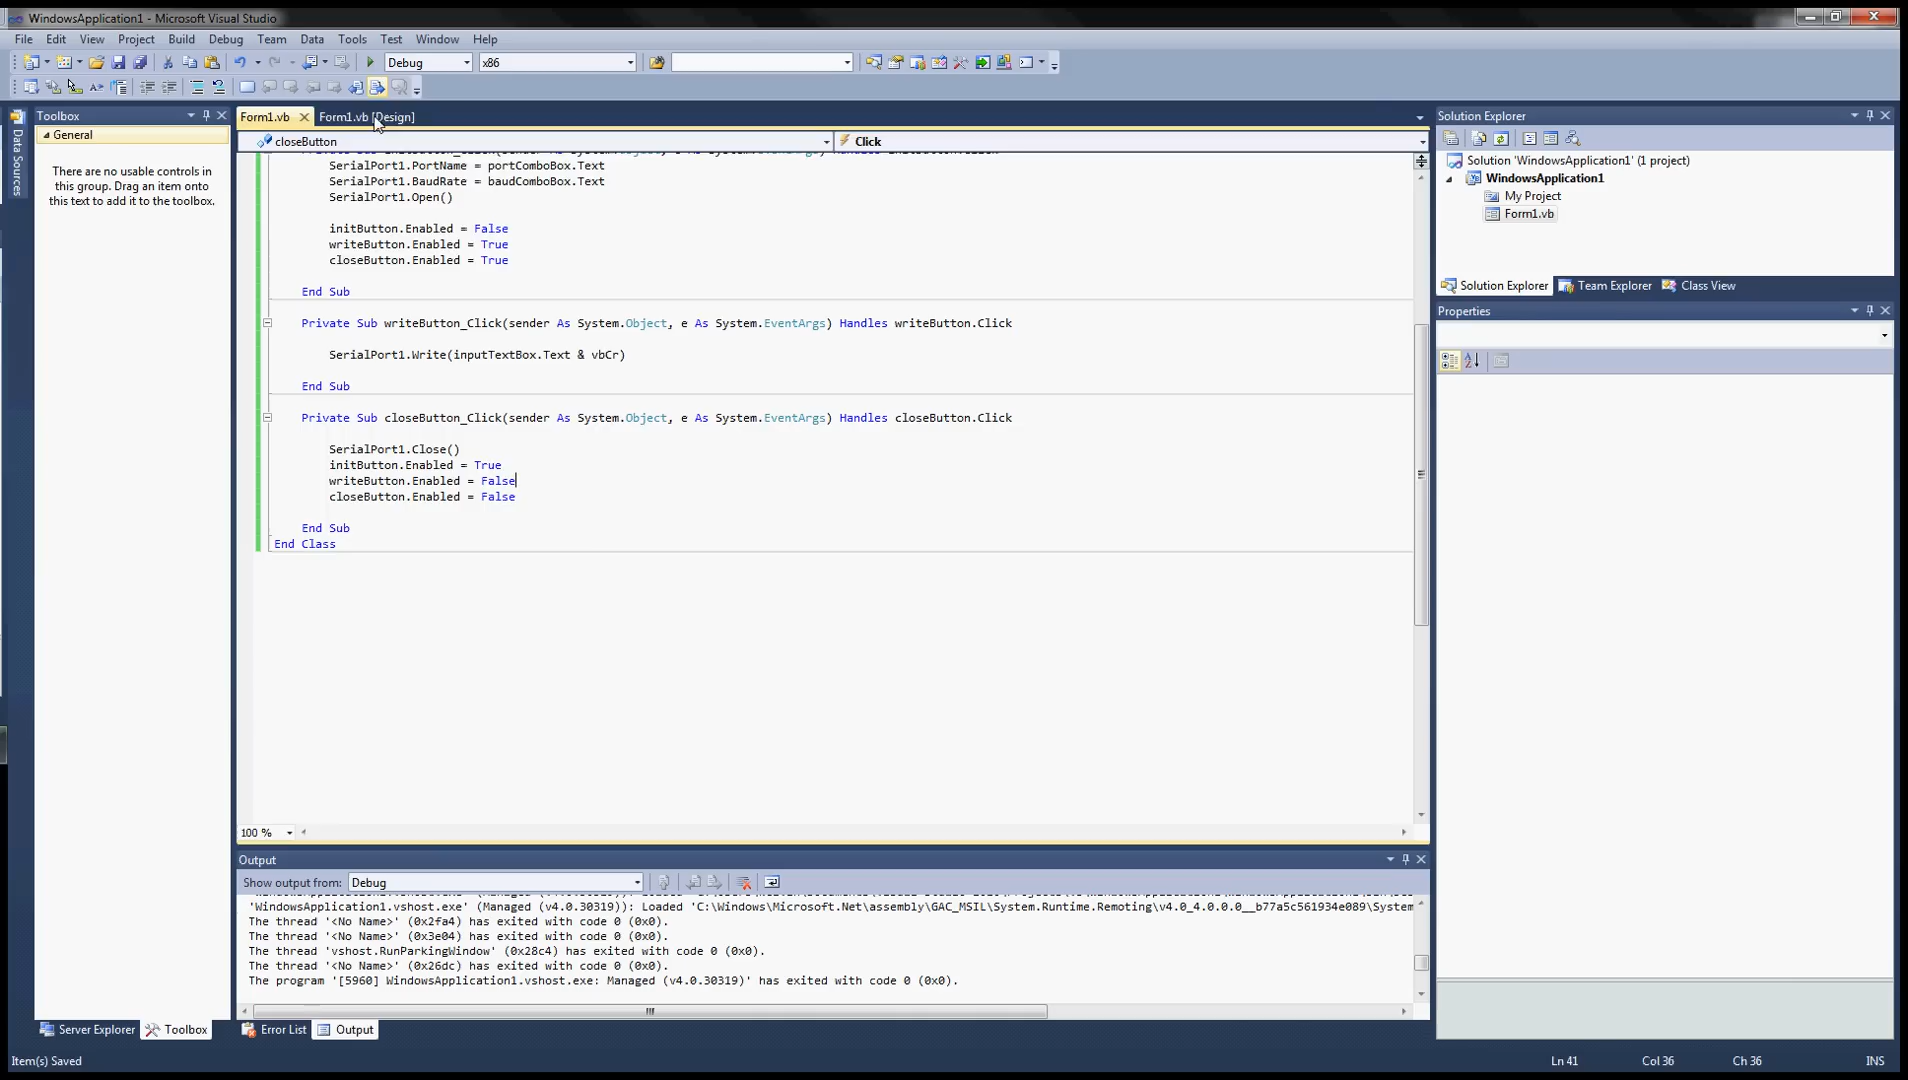 WindowsApplication1 - Microsoft Visual Studio
File Edit View Project Build Debug Team Data Tools Test Window Help
Debug x86
Toolbox
General
There are no usable controls in this group. Drag an item onto this text to add it to the toolbox.
Data Sources
Form1.vb Form1.vb [Design]
closeButton Click
SerialPort1.PortName = portComboBox.Text
SerialPort1.BaudRate = baudComboBox.Text
SerialPort1.Open()
initButton.Enabled = False
writeButton.Enabled = True
closeButton.Enabled = True
End Sub
Private Sub writeButton_Click(sender As System.Object, e As System.EventArgs) Handles writeButton.Click
SerialPort1.Write(inputTextBox.Text & vbCr)
End Sub
Private Sub closeButton_Click(sender As System.Object, e As System.EventArgs) Handles closeButton.Click
SerialPort1.Close()
initButton.Enabled = True
writeButton.Enabled = False
closeButton.Enabled = False
End Sub
End Class
100 %
Output
Show output from: Debug
'WindowsApplication1.vshost.exe' (Managed (v4.0.30319)): Loaded 'C:\Windows\Microsoft.Net\assembly\GAC_MSIL\System.Runtime.Remoting\v4.0_4.0.0.0__b77a5c561934e089\System
The thread '<No Name>' (0x2fa4) has exited with code 0 (0x0).
The thread '<No Name>' (0x3e04) has exited with code 0 (0x0).
The thread 'vshost.RunParkingWindow' (0x28c4) has exited with code 0 (0x0).
The thread '<No Name>' (0x26dc) has exited with code 0 (0x0).
The program '[5960] WindowsApplication1.vshost.exe: Managed (v4.0.30319)' has exited with code 0 (0x0).
Server Explorer Toolbox Error List Output
Solution Explorer
Solution 'WindowsApplication1' (1 project)
WindowsApplication1
My Project
Form1.vb
Solution Explorer Team Explorer Class View
Properties
Item(s) Saved Ln 41 Col 36 Ch 36 INS